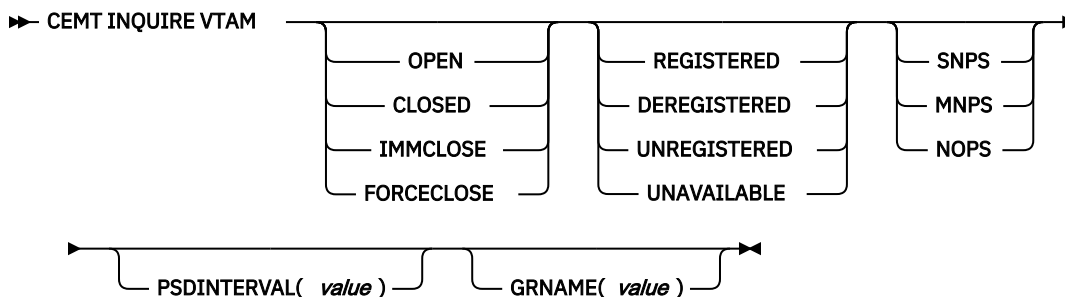 CEMT INQUIRE VTAM
OPEN
CLOSED
IMMCLOSE
FORCECLOSE
REGISTERED
DEREGISTERED
UNREGISTERED
UNAVAILABLE
SNPS
MNPS
NOPS
PSDINTERVAL( value )
GRNAME( value )